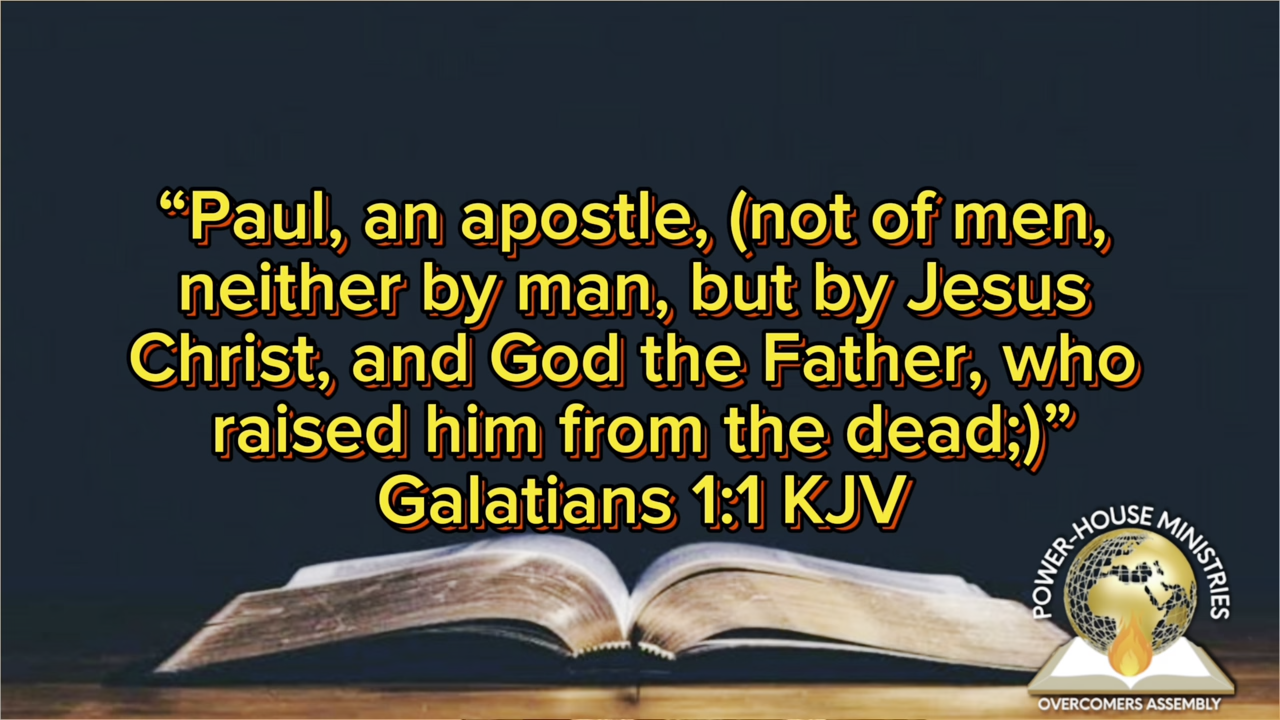 “Paul, an apostle, (not of men,
neither by man, but by Jesus
Christ, and God the Father, who
raised him from the dead;)”
Galatians 1:1 KJV
POWER-HOUSE MINISTRIES
OVERCOMERS ASSEMBLY